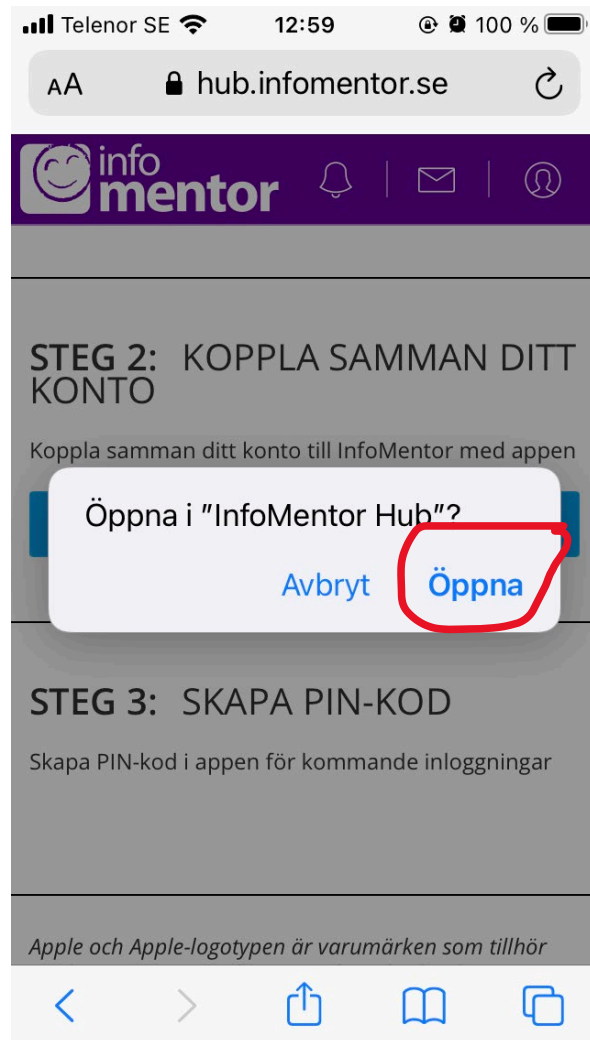 Telenor SE 12:59 100 %
AA hub.infomentor.se
info
mentor
STEG 2: KOPPLA SAMMAN DITT
KONTO
Koppla samman ditt konto till InfoMentor med appen
Öppna i "InfoMentor Hub"?
Avbryt Öppna
STEG 3: SKAPA PIN-KOD
Skapa PIN-kod i appen för kommande inloggningar
Apple och Apple-logotypen är varumärken som tillhör